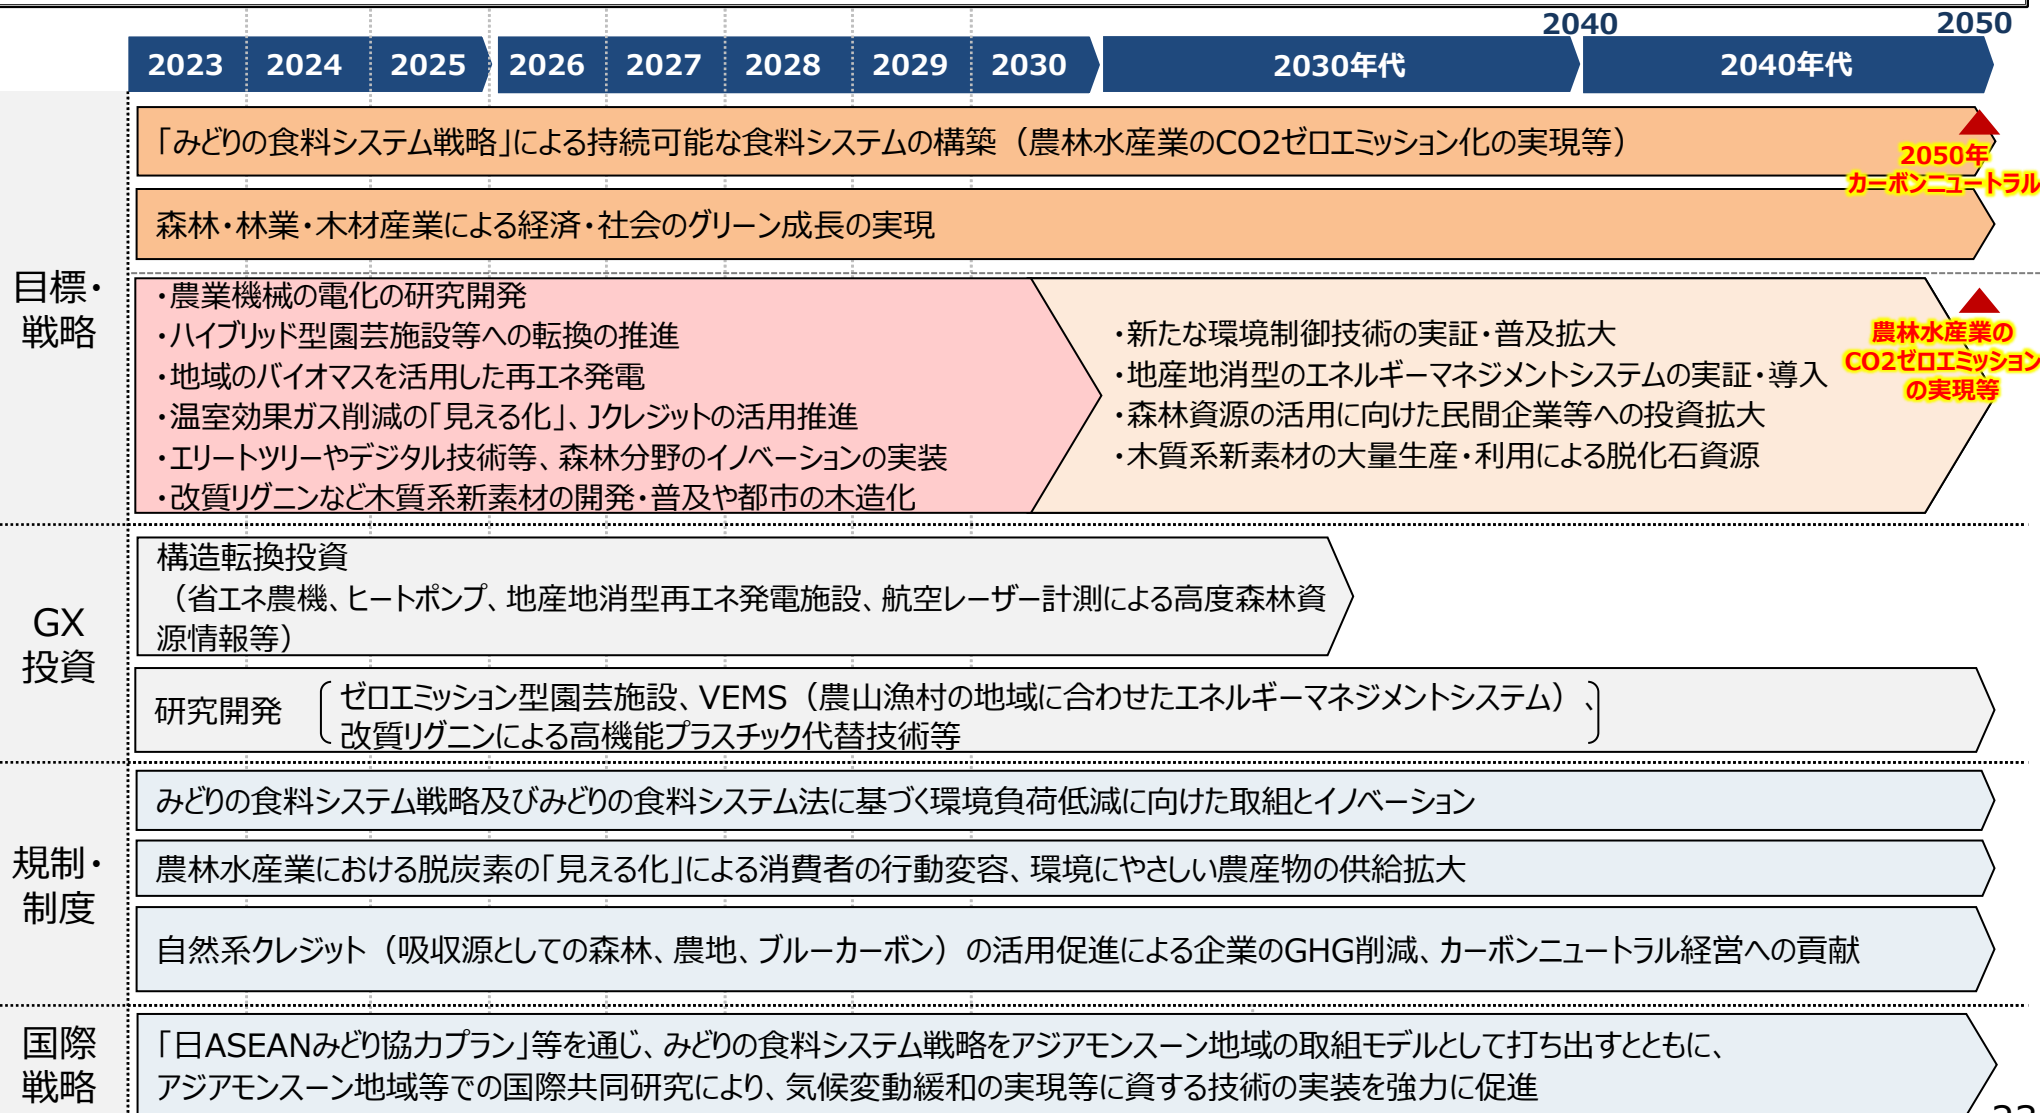 2040
2050
2023
2024
2025
2026
2027
2028
2029
2030
2030年代
2040年代
目標・
戦略
「みどりの食料システム戦略」による持続可能な食料システムの構築（農林水産業のCO2ゼロエミッション化の実現等）
2050年
カーボンニュートラル
森林・林業・木材産業による経済・社会のグリーン成長の実現
・農業機械の電化の研究開発
・ハイブリッド型園芸施設等への転換の推進
・地域のバイオマスを活用した再エネ発電
・温室効果ガス削減の「見える化」、Jクレジットの活用推進
・エリートツリーやデジタル技術等、森林分野のイノベーションの実装
・改質リグニンなど木質系新素材の開発・普及や都市の木造化
・新たな環境制御技術の実証・普及拡大
・地産地消型のエネルギーマネジメントシステムの実証・導入
・森林資源の活用に向けた民間企業等への投資拡大
・木質系新素材の大量生産・利用による脱化石資源
農林水産業の
CO2ゼロエミッション
の実現等
GX
投資
構造転換投資
（省エネ農機、ヒートポンプ、地産地消型再エネ発電施設、航空レーザー計測による高度森林資
源情報等）
研究開発
ゼロエミッション型園芸施設、VEMS（農山漁村の地域に合わせたエネルギーマネジメントシステム）、
改質リグニンによる高機能プラスチック代替技術等
規制・
制度
みどりの食料システム戦略及びみどりの食料システム法に基づく環境負荷低減に向けた取組とイノベーション
農林水産業における脱炭素の「見える化」による消費者の行動変容、環境にやさしい農産物の供給拡大
自然系クレジット（吸収源としての森林、農地、ブルーカーボン）の活用促進による企業のGHG削減、カーボンニュートラル経営への貢献
国際
戦略
「日ASEANみどり協力プラン」等を通じ、みどりの食料システム戦略をアジアモンスーン地域の取組モデルとして打ち出すとともに、
アジアモンスーン地域等での国際共同研究により、気候変動緩和の実現等に資する技術の実装を強力に促進